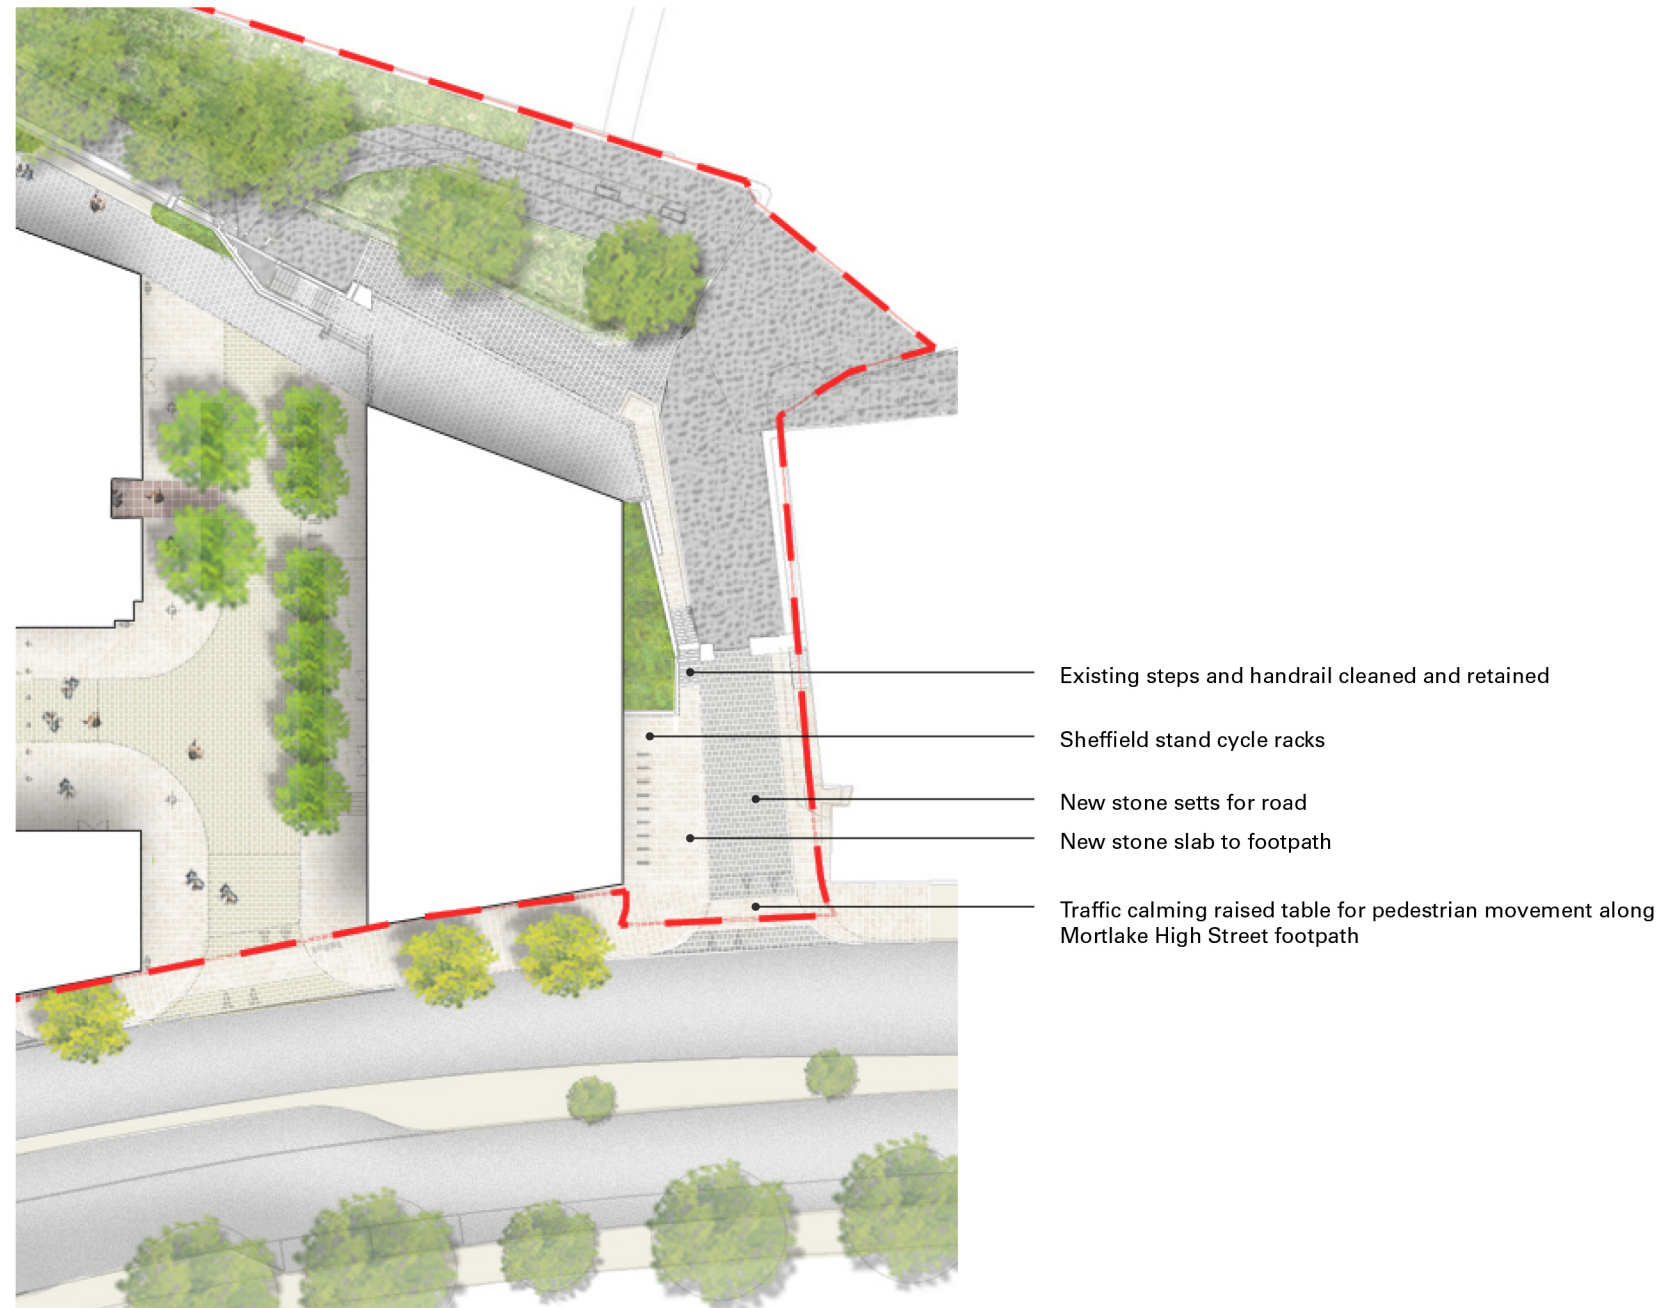 Existing steps and handrail cleaned and retained
Sheffield stand cycle racks
New stone setts for road
New stone slab to footpath
Traffic calming raised table for pedestrian movement along
Mortlake High Street footpath